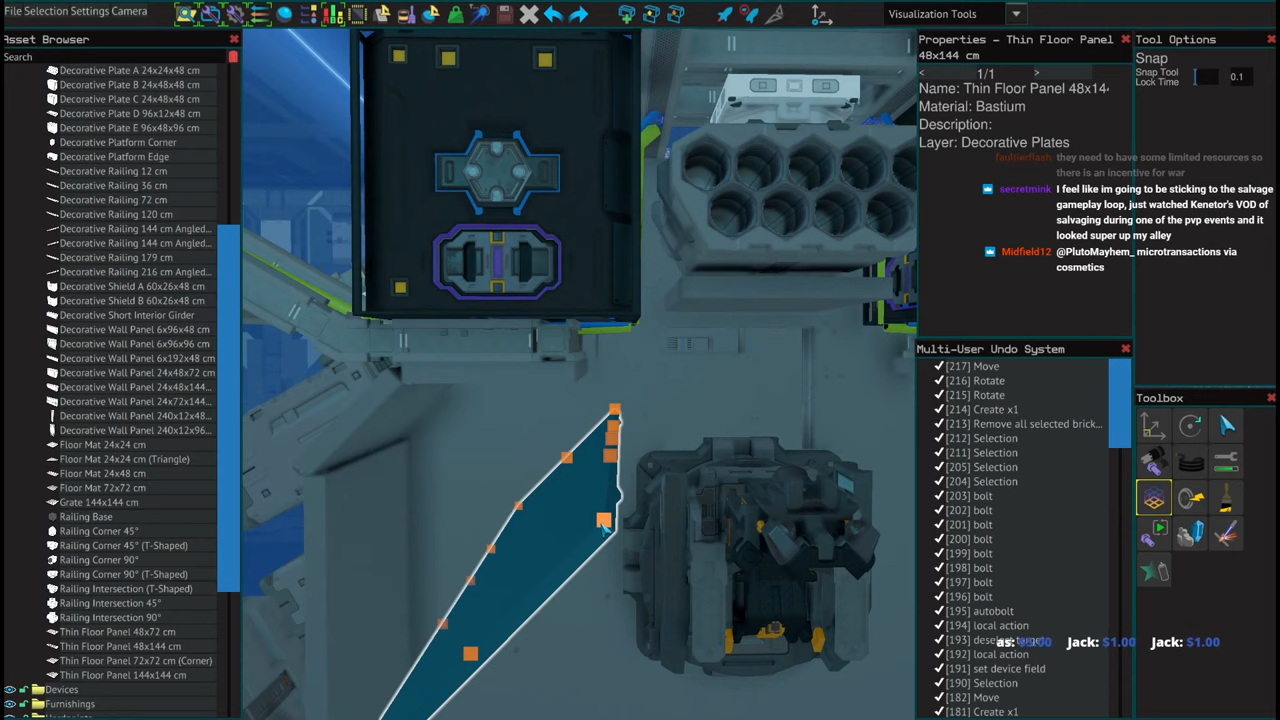 File Selection Settings Camera
Visualization Tools
Asset Browser
Search
Decorative Plate A 24x24x48 cm
Decorative Plate B 24x48x48 cm
Decorative Plate C 24x48x96 cm
Decorative Plate D 96x12x48 cm
Decorative Plate E 96x48x96 cm
Decorative Platform Corner
Decorative Platform Edge
Decorative Railing 12 cm
Decorative Railing 36 cm
Decorative Railing 72 cm
Decorative Railing 120 cm
Decorative Railing 144 cm Angled...
Decorative Railing 144 cm Angled...
Decorative Railing 179 cm
Decorative Railing 216 cm Angled...
Decorative Shield A 60x26x48 cm
Decorative Shield B 60x26x48 cm
Decorative Short Interior Girder
Decorative Wall Panel 6x96x48 cm
Decorative Wall Panel 6x96x96 cm
Decorative Wall Panel 6x192x48 cm
Decorative Wall Panel 24x48x72 cm
Decorative Wall Panel 24x48x144...
Decorative Wall Panel 24x72x144...
Decorative Wall Panel 240x12x48...
Decorative Wall Panel 240x12x96...
Floor Mat 24x24 cm
Floor Mat 24x24 cm (Triangle)
Floor Mat 24x48 cm
Floor Mat 72x72 cm
Grate 144x144 cm
Railing Base
Railing Corner 45°
Railing Corner 45° (T-Shaped)
Railing Corner 90°
Railing Corner 90° (T-Shaped)
Railing Intersection (T-Shaped)
Railing Intersection 45°
Railing Intersection 90°
Thin Floor Panel 48x72 cm
Thin Floor Panel 48x144 cm
Thin Floor Panel 72x72 cm (Corner)
Thin Floor Panel 144x144 cm
Devices
Furnishings
Properties - Thin Floor Panel
48x144 cm
< 1/1 >
Name: Thin Floor Panel 48x144
Material: Bastium
Description:
Layer: Decorative Plates
faultierflash they need to have some limited resources so
there is an incentive for war
secretmink I feel like im going to be sticking to the salvage
gameplay loop, just watched Kenetor's VOD of
salvaging during one of the pvp events and it
looked super up my alley
Midfield12 @PlutoMayhem_ microtransactions via
cosmetics
Tool Options
Snap
Snap Tool
Lock Time 0.1
Multi-User Undo System
[217] Move
[216] Rotate
[215] Rotate
[214] Create x1
[213] Remove all selected brick...
[212] Selection
[211] Selection
[205] Selection
[204] Selection
[203] bolt
[202] bolt
[201] bolt
[200] bolt
[199] bolt
[198] bolt
[197] bolt
[196] bolt
[195] autobolt
[194] local action
[192] local action
[191] set device field
[190] Selection
[182] Move
[181] Create x1
Toolbox
as: $5.00 Jack: $1.00 Jack: $1.00